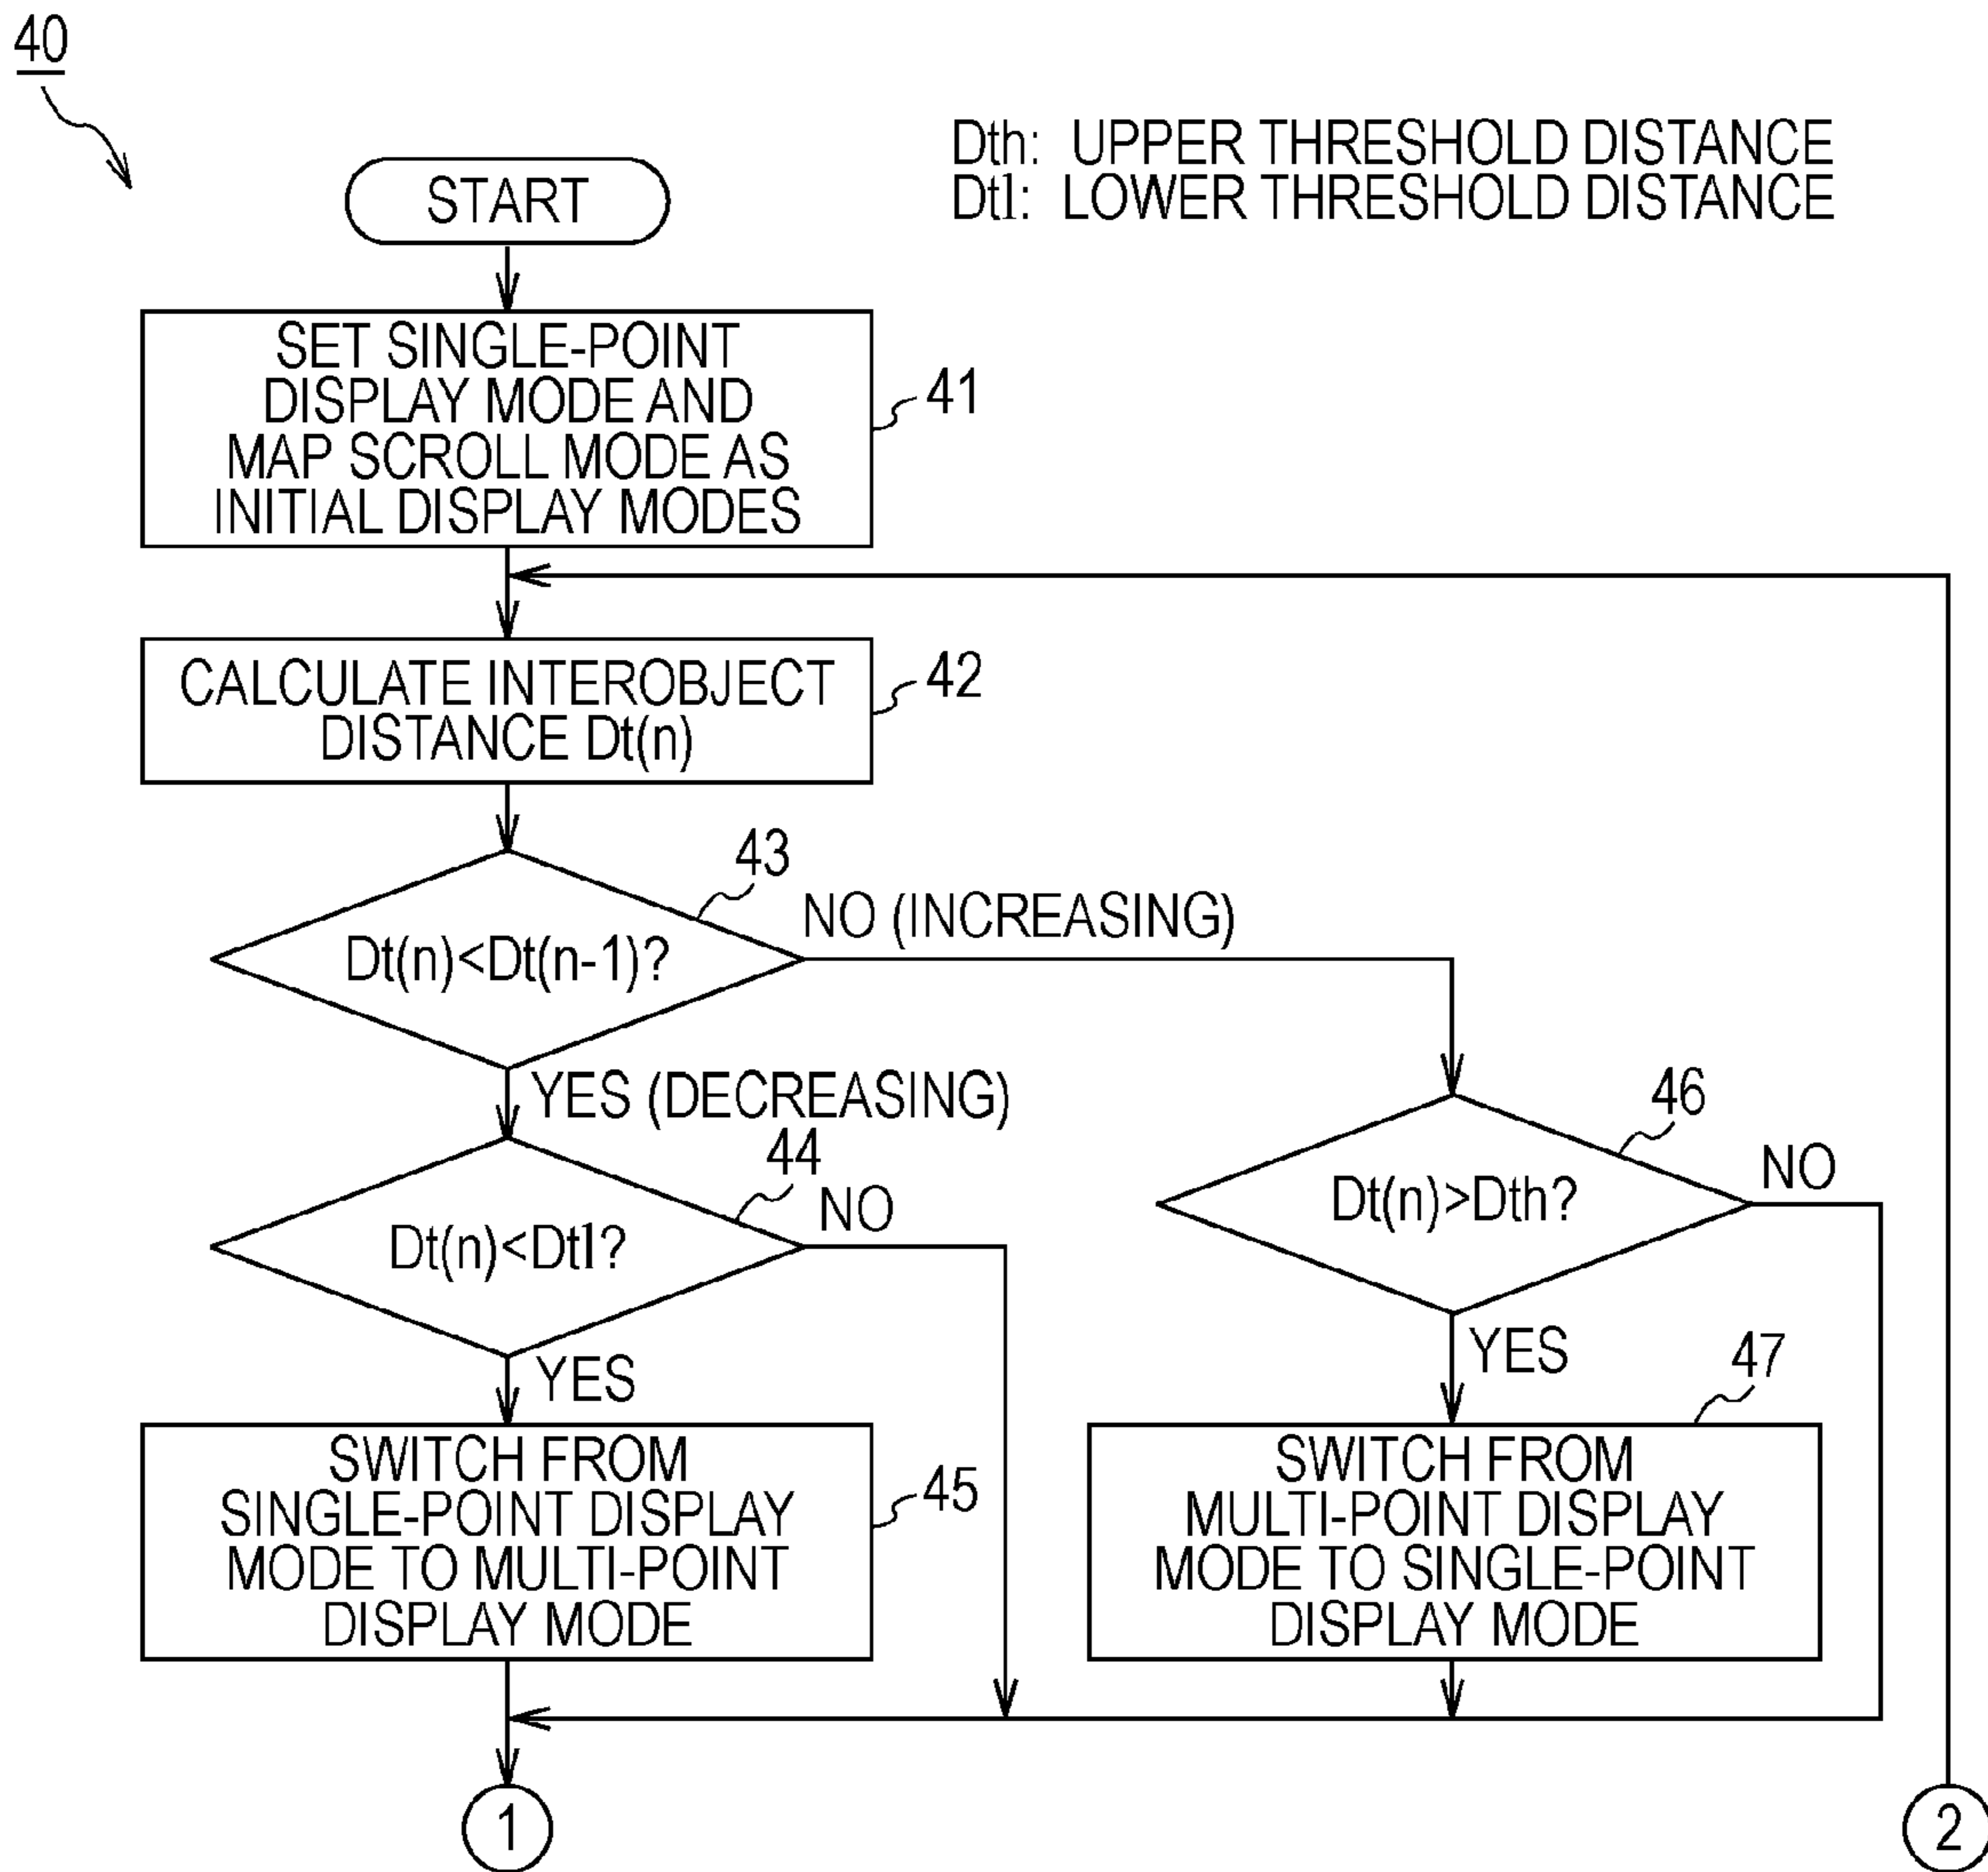 40
Dth: UPPER THRESHOLD DISTANCE
Dtl: LOWER THRESHOLD DISTANCE
START
SET SINGLE-POINT
DISPLAY MODE AND
MAP SCROLL MODE AS
INITIAL DISPLAY MODES
41
CALCULATE INTEROBJECT
DISTANCE Dt(n)
42
43
Dt(n)<Dt(n-1)?
NO (INCREASING)
YES (DECREASING)
44
Dt(n)<Dtl?
NO
46
Dt(n)>Dth?
NO
YES
YES
SWITCH FROM
SINGLE-POINT DISPLAY
MODE TO MULTI-POINT
DISPLAY MODE
45
47
SWITCH FROM
MULTI-POINT DISPLAY
MODE TO SINGLE-POINT
DISPLAY MODE
1
2